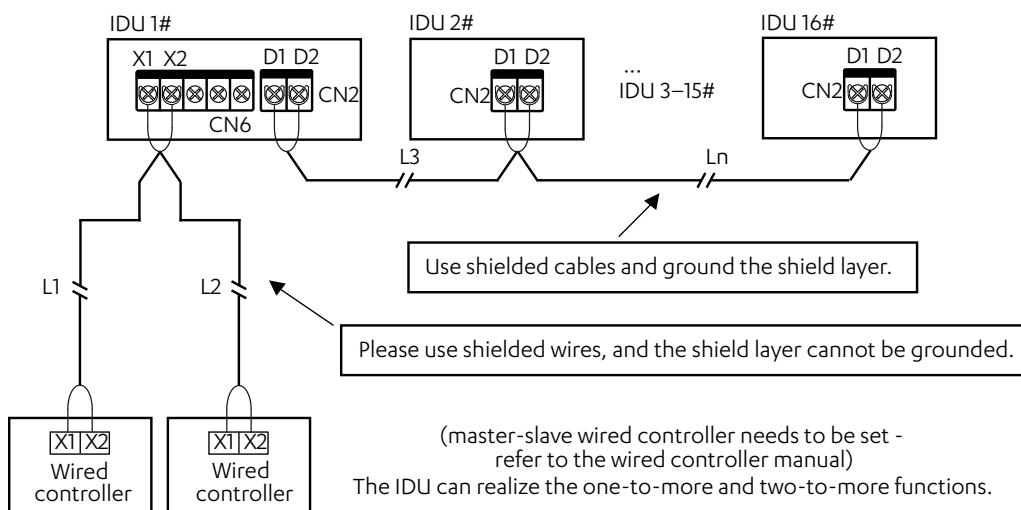 IDU 1#
IDU 2#
IDU 16#
X1 X2
D1 D2
D1 D2
D1 D2
CN2
CN2
CN2
...
IDU 3–15#
CN6
L3
Ln
Use shielded cables and ground the shield layer.
L1
L2
Please use shielded wires, and the shield layer cannot be grounded.
X1 X2
X1 X2
Wired
controller
Wired
controller
(master-slave wired controller needs to be set -
refer to the wired controller manual)
The IDU can realize the one-to-more and two-to-more functions.